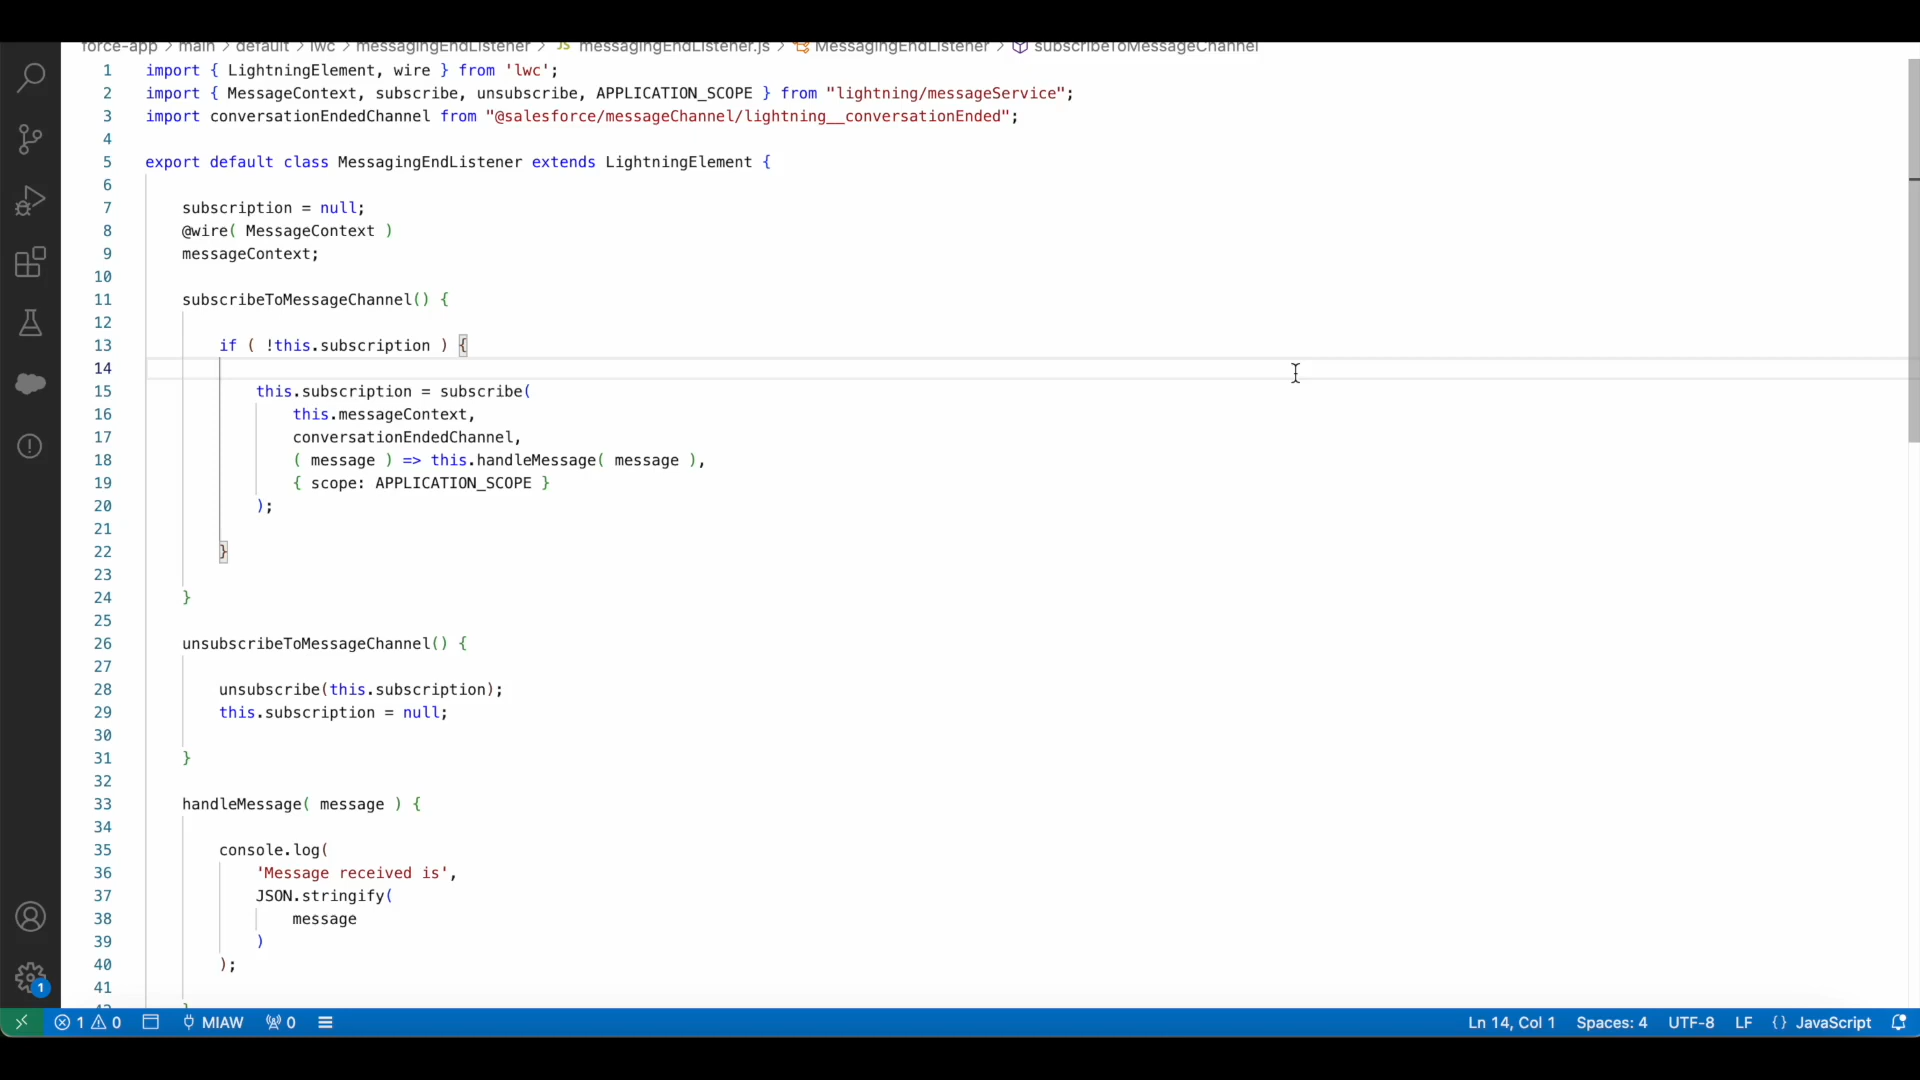 force-app > main > default > lwc > messagingEndListener > JS messagingEndListener.js > MessagingEndListener > subscribeToMessageChannel
1 import { LightningElement, wire } from 'lwc';
2 import { MessageContext, subscribe, unsubscribe, APPLICATION_SCOPE } from "lightning/messageService";
3 import conversationEndedChannel from "@salesforce/messageChannel/lightning__conversationEnded";
4
5 export default class MessagingEndListener extends LightningElement {
6
7 subscription = null;
8 @wire( MessageContext )
9 messageContext;
10
11 subscribeToMessageChannel() {
12
13 if ( !this.subscription ) {
14
15 this.subscription = subscribe(
16 this.messageContext,
17 conversationEndedChannel,
18 ( message ) => this.handleMessage( message ),
19 { scope: APPLICATION_SCOPE }
20 );
21
22 }
23
24 }
25
26 unsubscribeToMessageChannel() {
27
28 unsubscribe(this.subscription);
29 this.subscription = null;
30
31 }
32
33 handleMessage( message ) {
34
35 console.log(
36 'Message received is',
37 JSON.stringify(
38 message
39 )
40 );
41
1
1 0 MIAW 0 Ln 14, Col 1 Spaces: 4 UTF-8 LF {} JavaScript